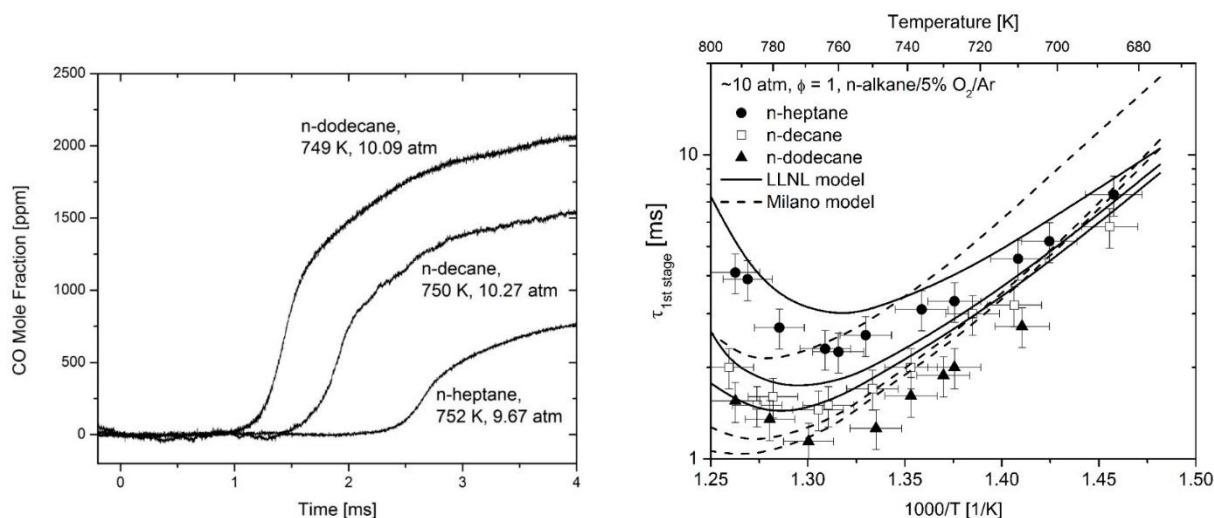 2500
2000
1500
1000
500
0
CO Mole Fraction [ppm]
n-dodecane,
749 K, 10.09 atm
n-decane,
750 K, 10.27 atm
n-heptane,
752 K, 9.67 atm
0 1 2 3 4
Time [ms]
Temperature [K]
800 780 760 740 720 700 680
~10 atm, ϕ = 1, n-alkane/5% O₂/Ar
n-heptane
n-decane
n-dodecane
LLNL model
Milano model
10
1
τ₁ₛₜ ₛₜₐgₑ [ms]
1.25 1.30 1.35 1.40 1.45 1.50
1000/T [1/K]